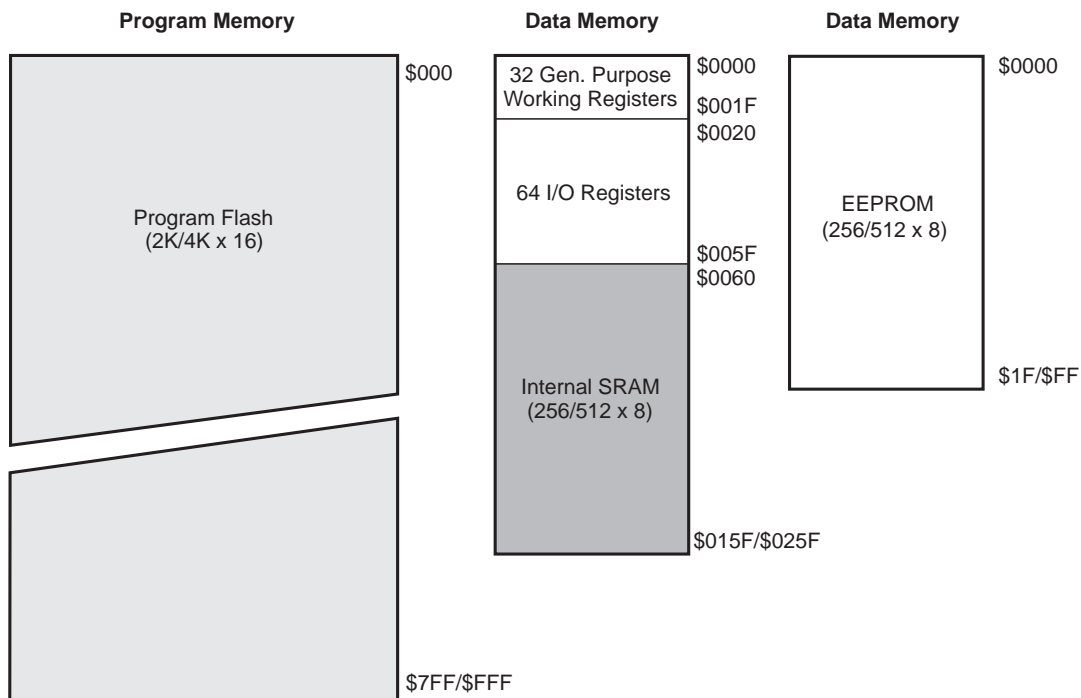 Program Memory
$000
Program Flash
(2K/4K x 16)
$7FF/$FFF
Data Memory
32 Gen. Purpose
Working Registers
$0000
$001F
$0020
64 I/O Registers
$005F
$0060
Internal SRAM
(256/512 x 8)
$015F/$025F
Data Memory
$0000
EEPROM
(256/512 x 8)
$1F/$FF